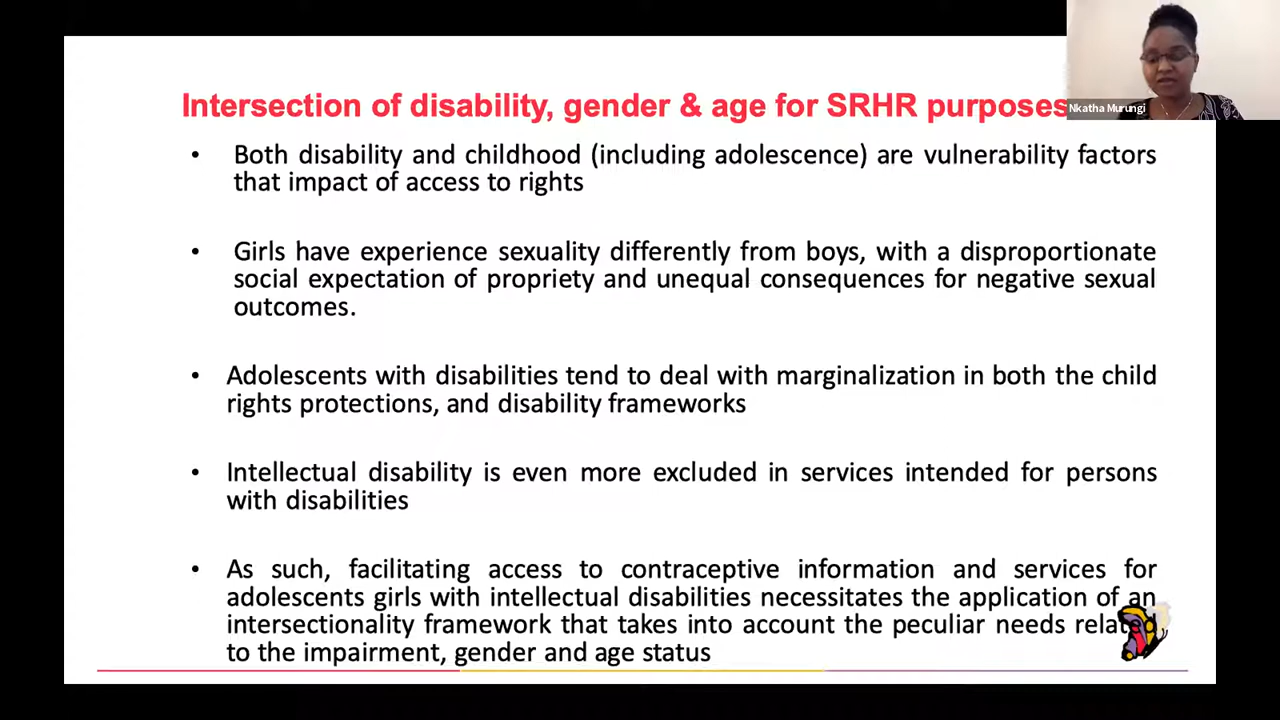 Intersection of disability, gender & age for SRHR purposes
Nkatha Murungi
• Both disability and childhood (including adolescence) are vulnerability factors
that impact of access to rights
• Girls have experience sexuality differently from boys, with a disproportionate
social expectation of propriety and unequal consequences for negative sexual
outcomes.
• Adolescents with disabilities tend to deal with marginalization in both the child
rights protections, and disability frameworks
• Intellectual disability is even more excluded in services intended for persons
with disabilities
• As such, facilitating access to contraceptive information and services for
adolescents girls with intellectual disabilities necessitates the application of an
intersectionality framework that takes into account the peculiar needs
to the impairment, gender and age status